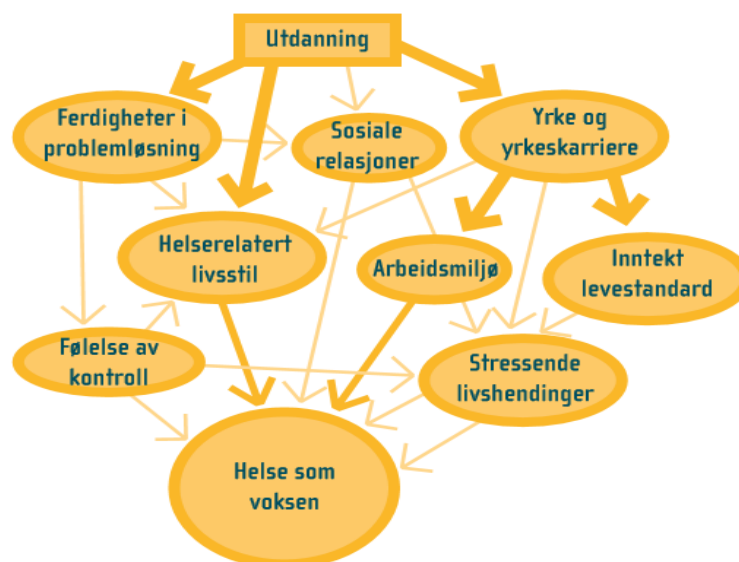 Utdanning
Ferdigheter i
problemløsning
Sosiale
relasjoner
Yrke og
yrkeskarriere
Helserelatert
livsstil
Arbeidsmiljø
Inntekt
levestandard
Følelse av
kontroll
Stressende
livshendinger
Helse som
voksen